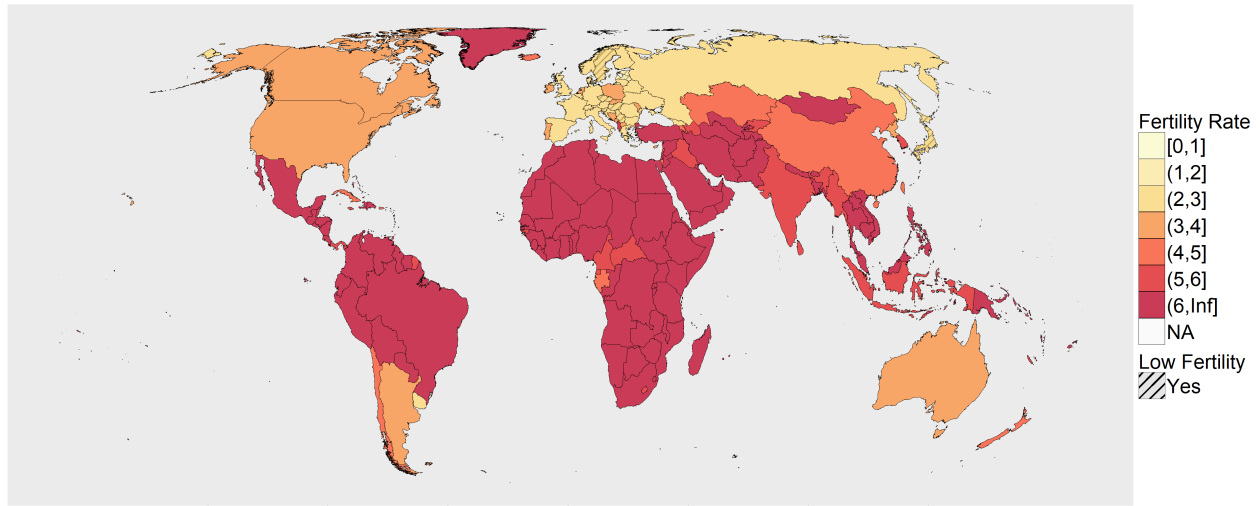 Fertility Rate
[0,1]
(1,2]
(2,3]
(3,4]
(4,5]
(5,6]
(6,Inf]
NA
Low Fertility
Yes